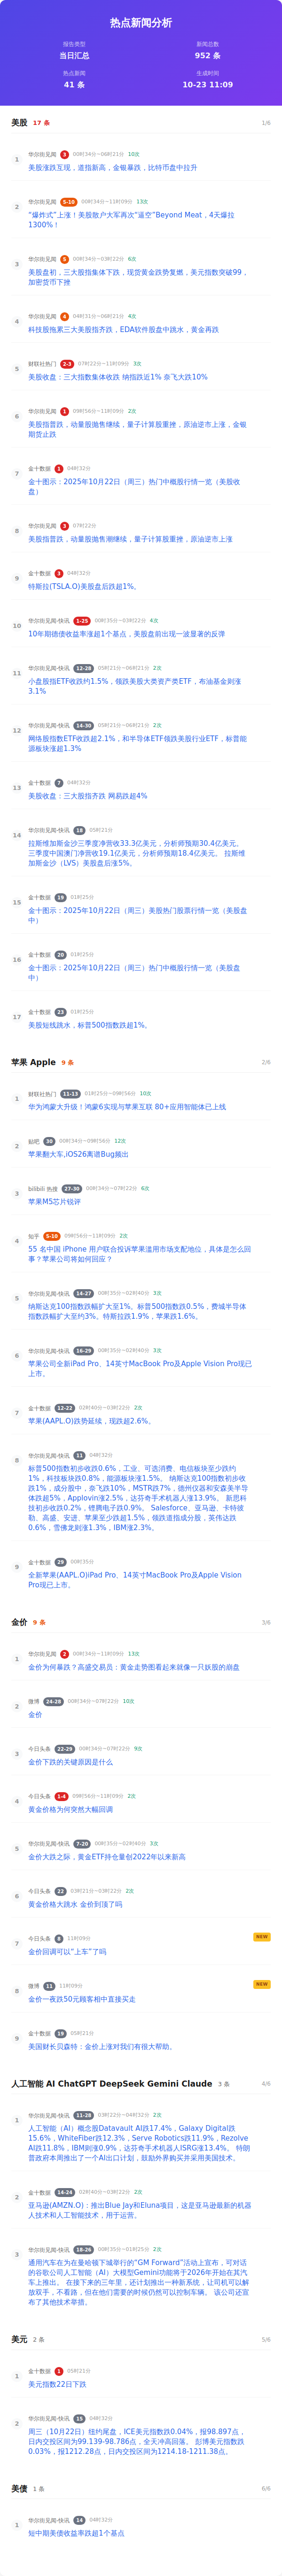 热点新闻分析
报告类型
新闻总数
当日汇总
952 条
热点新闻
生成时间
41 条
10-23 11:09
美股 17 条 1/6
1
华尔街见闻 3 00时34分~06时21分 10次
美股涨跌互现，道指新高，金银暴跌，比特币盘中拉升
2
华尔街见闻 5-10 00时34分~11时09分 13次
“爆炸式”上涨！美股散户大军再次“逼空”Beyond Meat，4天暴拉
1300%！
3
华尔街见闻 5 00时34分~03时22分 6次
美股盘初，三大股指集体下跌，现货黄金跌势复燃，美元指数突破99，
加密货币下挫
4
华尔街见闻 4 04时31分~06时21分 4次
科技股拖累三大美股指齐跌，EDA软件股盘中跳水，黄金再跌
5
财联社热门 2-3 07时22分~11时09分 3次
美股收盘：三大指数集体收跌 纳指跌近1% 奈飞大跌10%
6
华尔街见闻 1 09时56分~11时09分 2次
美股指普跌，动量股抛售继续，量子计算股重挫，原油逆市上涨，金银
期货止跌
7
金十数据 1 04时32分
金十图示：2025年10月22日（周三）热门中概股行情一览（美股收
盘）
8
华尔街见闻 3 07时22分
美股指普跌，动量股抛售潮继续，量子计算股重挫，原油逆市上涨
9
金十数据 3 04时32分
特斯拉(TSLA.O)美股盘后跌超1%。
10
华尔街见闻-快讯 1-25 00时35分~03时22分 4次
10年期德债收益率涨超1个基点，美股盘前出现一波显著的反弹
11
华尔街见闻-快讯 12-28 05时21分~06时21分 2次
小盘股指ETF收跌约1.5%，领跌美股大类资产类ETF，布油基金则涨
3.1%
12
华尔街见闻-快讯 14-30 05时21分~06时21分 2次
网络股指数ETF收跌超2.1%，和半导体ETF领跌美股行业ETF，标普能
源板块涨超1.3%
13
金十数据 7 04时32分
美股收盘：三大股指齐跌 网易跌超4%
14
华尔街见闻-快讯 18 05时21分
拉斯维加斯金沙三季度净营收33.3亿美元，分析师预期30.4亿美元。
三季度中国澳门净营收19.1亿美元，分析师预期18.4亿美元。 拉斯维
加斯金沙（LVS）美股盘后涨5%。
15
金十数据 19 01时25分
金十图示：2025年10月22日（周三）美股热门股票行情一览（美股盘
中）
16
金十数据 20 01时25分
金十图示：2025年10月22日（周三）热门中概股行情一览（美股盘
中）
17
金十数据 23 01时25分
美股短线跳水，标普500指数跌超1%。
苹果 Apple 9 条 2/6
1
财联社热门 11-13 01时25分~09时56分 10次
华为鸿蒙大升级！鸿蒙6实现与苹果互联 80+应用智能体已上线
2
贴吧 30 00时34分~09时56分 12次
苹果翻大车,iOS26离谱Bug频出
3
bilibili 热搜 27-30 00时34分~07时22分 6次
苹果M5芯片锐评
4
知乎 5-10 09时56分~11时09分 2次
55 名中国 iPhone 用户联合投诉苹果滥用市场支配地位，具体是怎么回
事？苹果公司将如何回应？
5
华尔街见闻-快讯 14-27 00时35分~02时40分 3次
纳斯达克100指数跌幅扩大至1%。标普500指数跌0.5%，费城半导体
指数跌幅扩大至约3%。特斯拉跌1.9%，苹果跌1.6%。
6
华尔街见闻-快讯 16-29 00时35分~02时40分 3次
苹果公司全新iPad Pro、14英寸MacBook Pro及Apple Vision Pro现已
上市。
7
金十数据 12-22 01时40分~03时22分 2次
苹果(AAPL.O)跌势延续，现跌超2.6%。
8
华尔街见闻-快讯 11 04时32分
标普500指数初步收跌0.6%，工业、可选消费、电信板块至少跌约
1%，科技板块跌0.8%，能源板块涨1.5%。 纳斯达克100指数初步收
跌1%，成分股中，奈飞跌10%，MSTR跌7%，德州仪器和安森美半导
体跌超5%，Applovin涨2.5%，达芬奇手术机器人涨13.9%。 新思科
技初步收跌0.2%，铿腾电子跌0.9%。 Salesforce、亚马逊、卡特彼
勒、高盛、安进、苹果至少跌超1.5%，领跌道指成分股，英伟达跌
0.6%，雪佛龙则涨1.3%，IBM涨2.3%。
9
金十数据 29 00时35分
全新苹果(AAPL.O)iPad Pro、14英寸MacBook Pro及Apple Vision
Pro现已上市。
金价 9 条 3/6
1
华尔街见闻 2 00时34分~11时09分 13次
金价为何暴跌？高盛交易员：黄金走势图看起来就像一只妖股的崩盘
2
微博 24-28 00时34分~07时22分 10次
金价
3
今日头条 22-29 00时34分~07时22分 9次
金价下跌的关键原因是什么
4
今日头条 1-4 09时56分~11时09分 2次
黄金价格为何突然大幅回调
5
华尔街见闻-快讯 7-20 00时35分~02时40分 3次
金价大跌之际，黄金ETF持仓量创2022年以来新高
6
今日头条 22 03时21分~03时22分 2次
黄金价格大跳水 金价到顶了吗
7
今日头条 8 11时09分 NEW
金价回调可以“上车”了吗
8
微博 11 11时09分 NEW
金价一夜跌50元顾客相中直接买走
9
金十数据 19 05时21分
美国财长贝森特：金价上涨对我们有很大帮助。
人工智能 AI ChatGPT DeepSeek Gemini Claude 3 条 4/6
1
华尔街见闻-快讯 11-28 03时22分~04时32分 2次
人工智能（AI）概念股Datavault AI跌17.4%，Galaxy Digital跌
15.6%，WhiteFiber跌12.3%，Serve Robotics跌11.9%，Rezolve
AI跌11.8%，IBM则涨0.9%，达芬奇手术机器人ISRG涨13.4%。 特朗
普政府本周推出了一个AI出口计划，鼓励外界购买并采用美国技术。
2
金十数据 14-24 02时40分~03时22分 2次
亚马逊(AMZN.O)：推出Blue Jay和Eluna项目，这是亚马逊最新的机器
人技术和人工智能技术，用于运营。
3
华尔街见闻-快讯 18-26 00时35分~01时25分 2次
通用汽车在为在曼哈顿下城举行的“GM Forward”活动上宣布，可对话
的谷歌公司人工智能（AI）大模型Gemini功能将于2026年开始在其汽
车上推出。 在接下来的三年里，还计划推出一种新系统，让司机可以解
放双手，不看路，但在他们需要的时候仍然可以控制车辆。 该公司还宣
布了其他技术举措。
美元 2 条 5/6
1
金十数据 1 05时21分
美元指数22日下跌
2
华尔街见闻-快讯 15 04时32分
周三（10月22日）纽约尾盘，ICE美元指数跌0.04%，报98.897点，
日内交投区间为99.139-98.786点，全天冲高回落。 彭博美元指数跌
0.03%，报1212.28点，日内交投区间为1214.18-1211.38点。
美债 1 条 6/6
1
华尔街见闻-快讯 14 04时32分
短中期美债收益率跌超1个基点